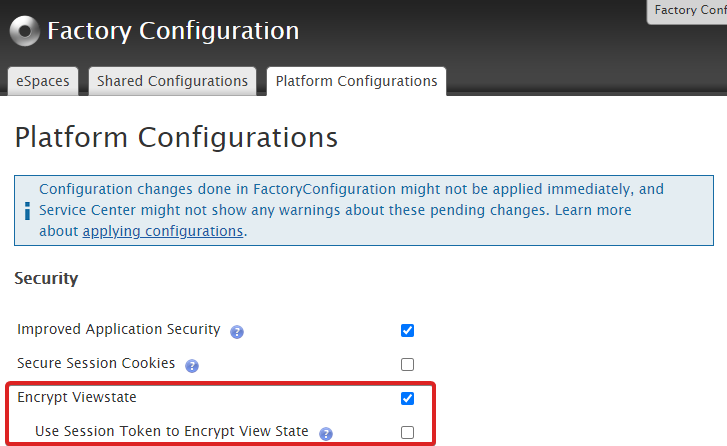 Factory Conf
Factory Configuration
eSpaces
Shared Configurations
Platform Configurations
Platform Configurations
Configuration changes done in FactoryConfiguration might not be applied immediately, and
Service Center might not show any warnings about these pending changes. Learn more
about applying configurations.
Security
Improved Application Security ?
Secure Session Cookies ?
Encrypt Viewstate
Use Session Token to Encrypt View State ?